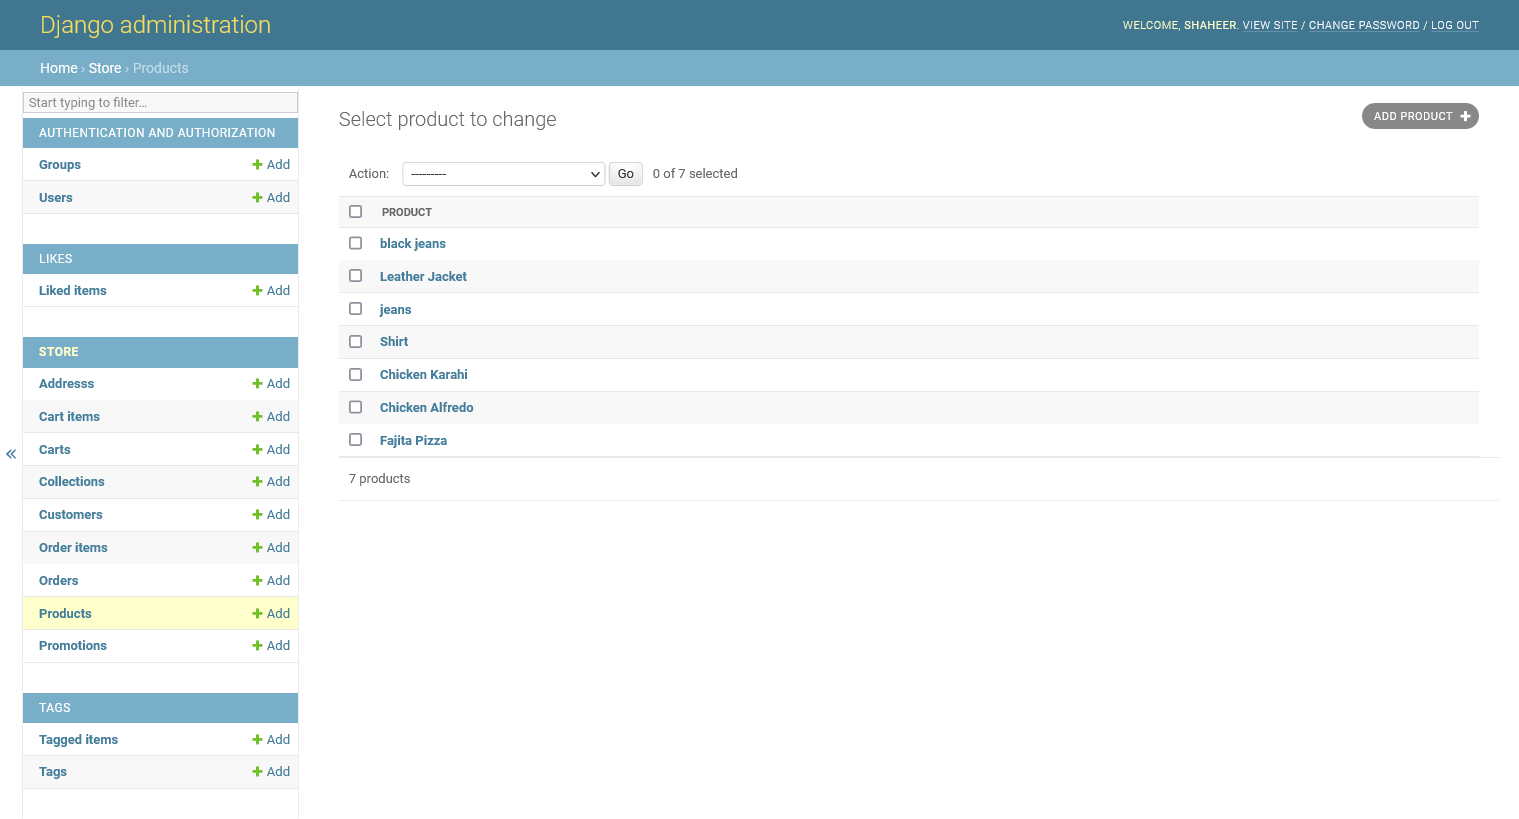 Django administration
WELCOME, SHAHEER. VIEW SITE / CHANGE PASSWORD / LOG OUT
Home › Store › Products
Start typing to filter...
AUTHENTICATION AND AUTHORIZATION
Groups + Add
Users + Add
LIKES
Liked items + Add
STORE
Addresss + Add
Cart items + Add
Carts + Add
Collections + Add
Customers + Add
Order items + Add
Orders + Add
Products + Add
Promotions + Add
TAGS
Tagged items + Add
Tags + Add
«
Select product to change
ADD PRODUCT +
Action: --------- Go 0 of 7 selected
PRODUCT
black jeans
Leather Jacket
jeans
Shirt
Chicken Karahi
Chicken Alfredo
Fajita Pizza
7 products